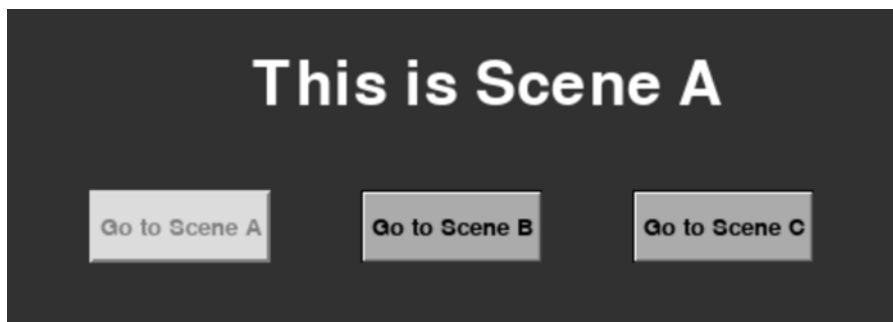 This is Scene A
Go to Scene A Go to Scene B Go to Scene C